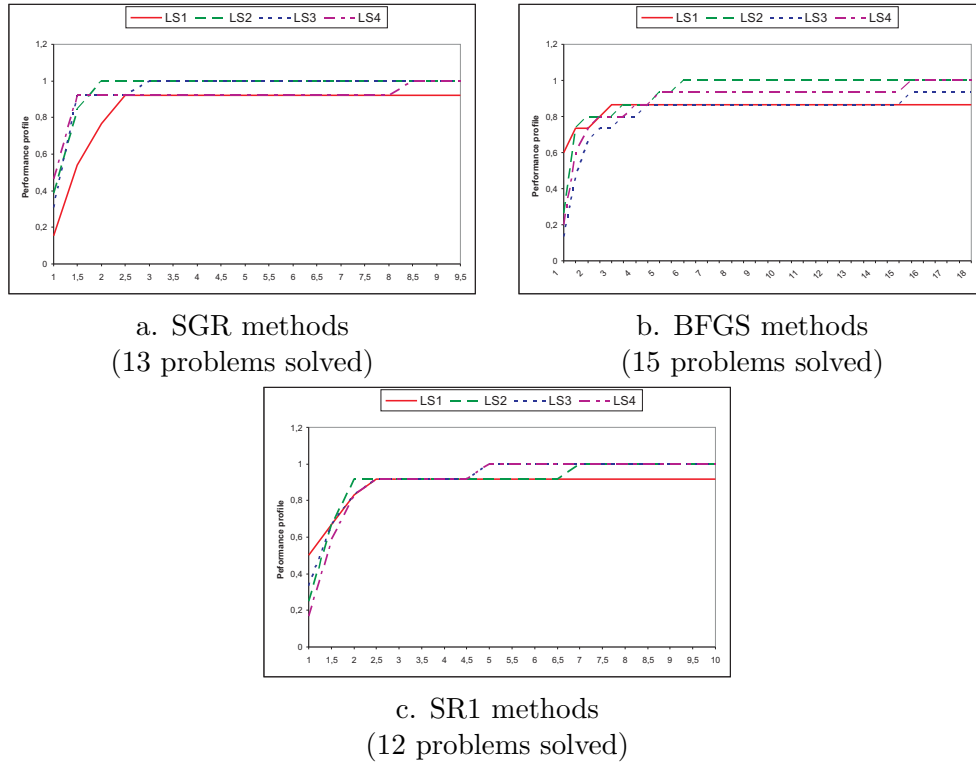 LS1 LS2 LS3 LS4
Performance profile
1,2
1
0,8
0,6
0,4
0,2
0
1 1,5 2 2,5 3 3,5 4 4,5 5 5,5 6 6,5 7 7,5 8 8,5 9 9,5
a. SGR methods
(13 problems solved)
LS1 LS2 LS3 LS4
Performance profile
1,2
1
0,8
0,6
0,4
0,2
0
1 2 3 4 5 6 7 8 9 10 11 12 13 14 15 16 17 18
b. BFGS methods
(15 problems solved)
LS1 LS2 LS3 LS4
Peformance profile
1,2
1
0,8
0,6
0,4
0,2
0
1 1,5 2 2,5 3 3,5 4 4,5 5 5,5 6 6,5 7 7,5 8 8,5 9 9,5 10
c. SR1 methods
(12 problems solved)